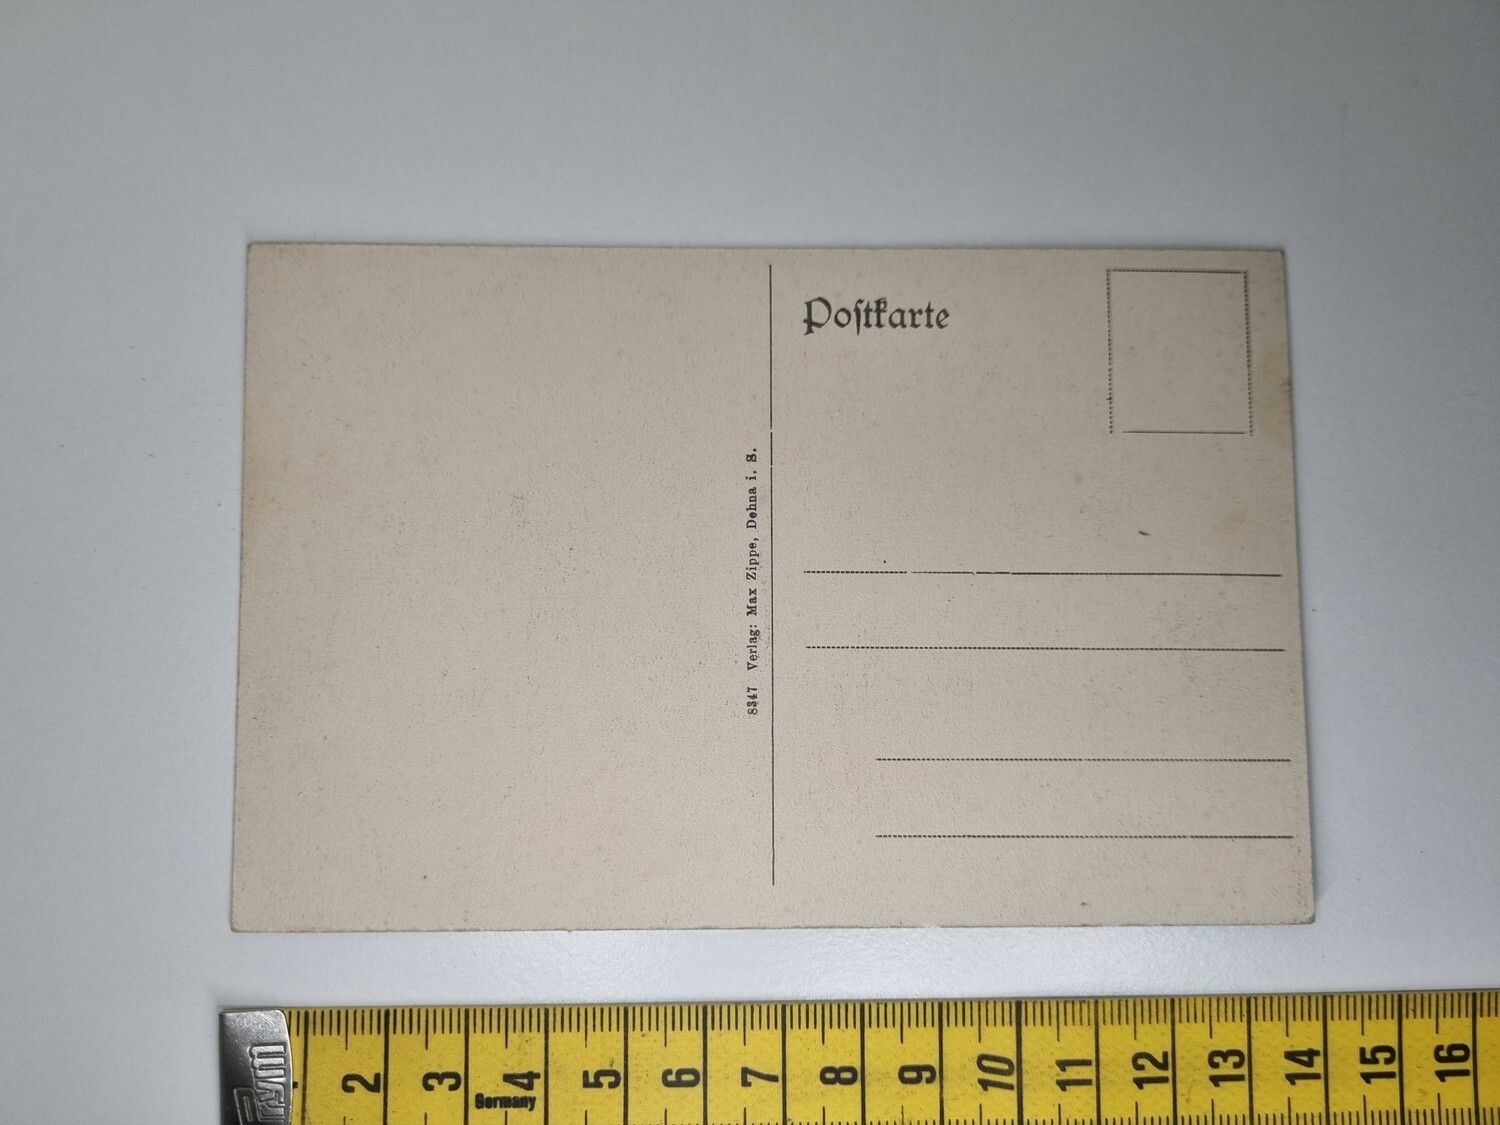 Poſtkarte
8347 Verlag: Max Zippe, Dohna i. S.
2 3 4 5 6 7 8 9 10 11 12 13 14 15 16
Germany